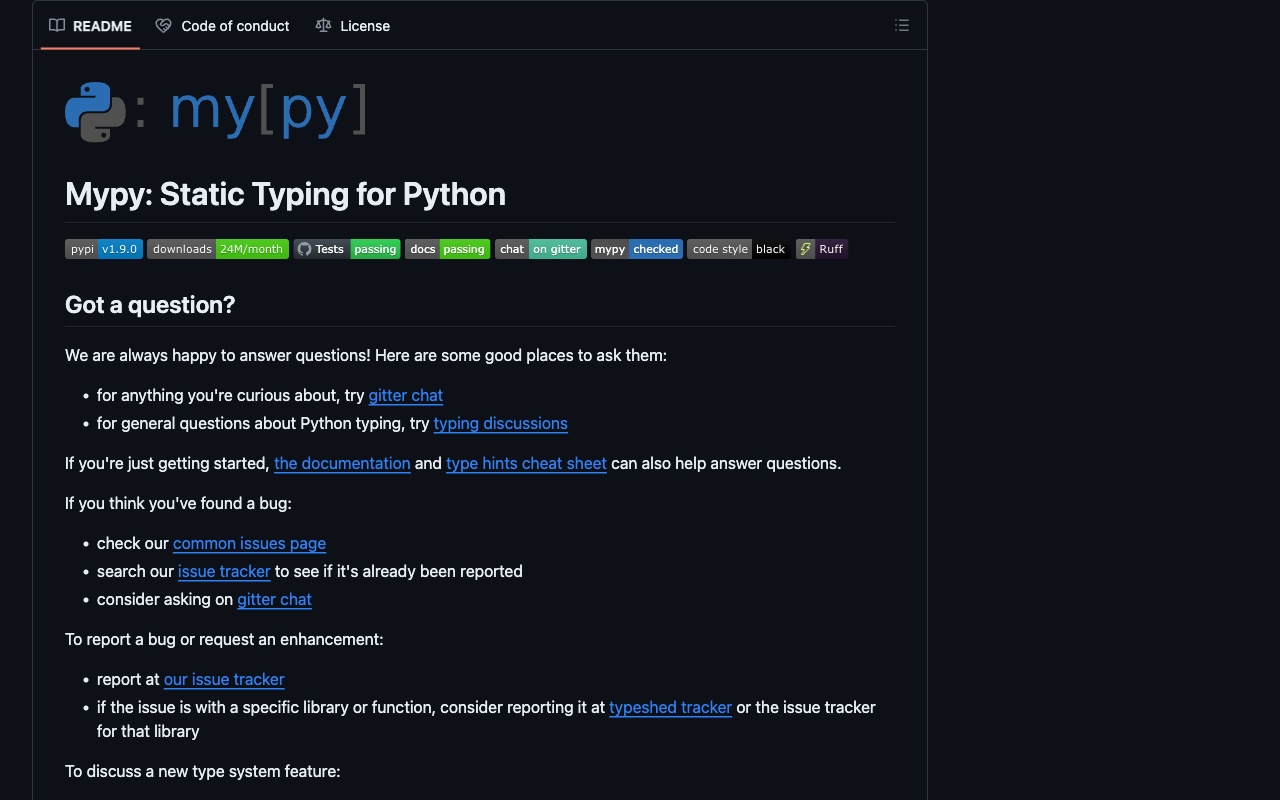 README Code of conduct License
: my[py]
Mypy: Static Typing for Python
pypi v1.9.0 downloads 24M/month Tests passing docs passing chat on gitter mypy checked code style black Ruff
Got a question?
We are always happy to answer questions! Here are some good places to ask them:
• for anything you're curious about, try gitter chat
• for general questions about Python typing, try typing discussions
If you're just getting started, the documentation and type hints cheat sheet can also help answer questions.
If you think you've found a bug:
• check our common issues page
• search our issue tracker to see if it's already been reported
• consider asking on gitter chat
To report a bug or request an enhancement:
• report at our issue tracker
• if the issue is with a specific library or function, consider reporting it at typeshed tracker or the issue tracker
for that library
To discuss a new type system feature: